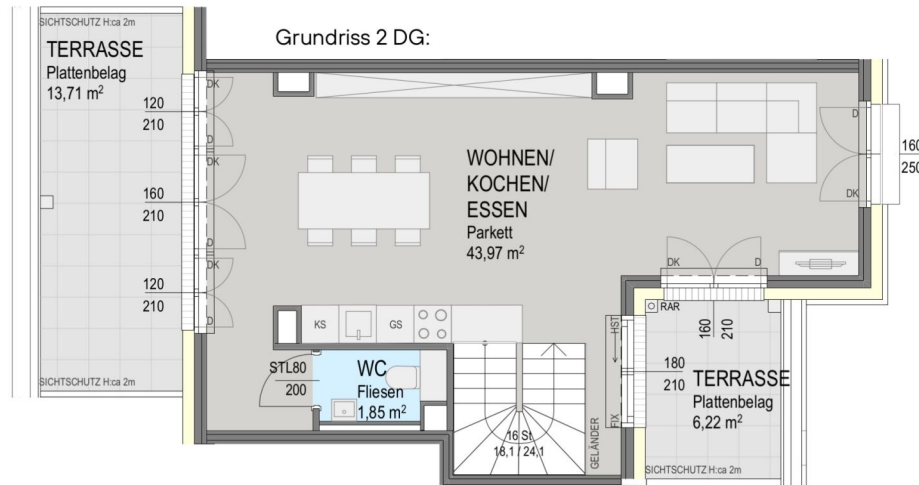 Grundriss 2 DG:
SICHTSCHUTZ H:ca 2m
TERRASSE
Plattenbelag
13,71 m²
DK
120
210
D
DK
160
210
D
DK
120
210
D
SICHTSCHUTZ H:ca 2m
WOHNEN/
KOCHEN/
ESSEN
Parkett
43,97 m²
D
160
250
DK
DK
D
KS
GS
STL80
200
WC
Fliesen
1,85 m²
16 St
18,1 / 24,1
GELÄNDER
HST
FIX
180
210
RAR
160
210
TERRASSE
Plattenbelag
6,22 m²
SICHTSCHUTZ H:ca 2m